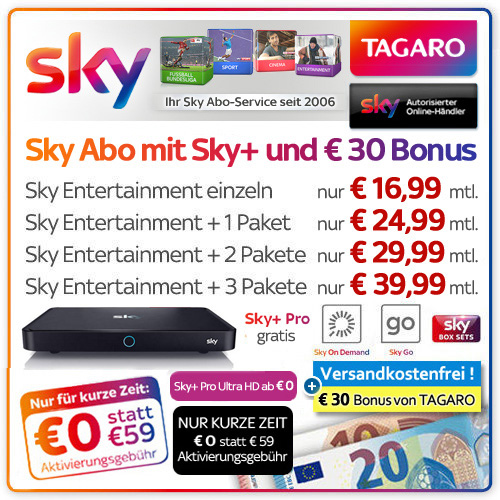 sky
FUSSBALL BUNDESLIGA
SPORT
CINEMA
ENTERTAINMENT
TAGARO
Ihr Sky Abo-Service seit 2006
sky Autorisierter
Online-Händler
Sky Abo mit Sky+ und € 30 Bonus
Sky Entertainment einzeln nur € 16,99 mtl.
Sky Entertainment + 1 Paket nur € 24,99 mtl.
Sky Entertainment + 2 Pakete nur € 29,99 mtl.
Sky Entertainment + 3 Pakete nur € 39,99 mtl.
sky
sky
Sky+ Pro
gratis
Sky On Demand
go
Sky Go
sky
BOX SETS
Nur für kurze Zeit:
€0 statt
€59
Aktivierungsgebühr
Sky+ Pro Ultra HD ab € 0
NUR KURZE ZEIT
€ 0 statt € 59
Aktivierungsgebühr
+
Versandkostenfrei !
€ 30 Bonus von TAGARO
10
20